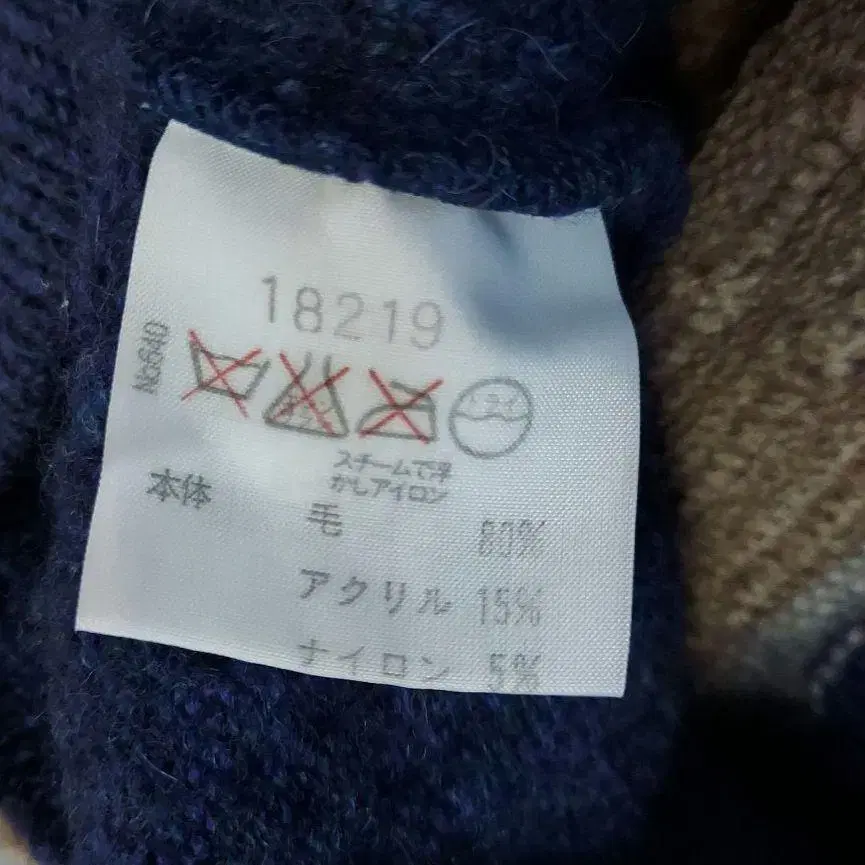 18219
No640
スチームで浮
かしアイロン
本体
毛 80%
アクリル 15%
ナイロン 5%